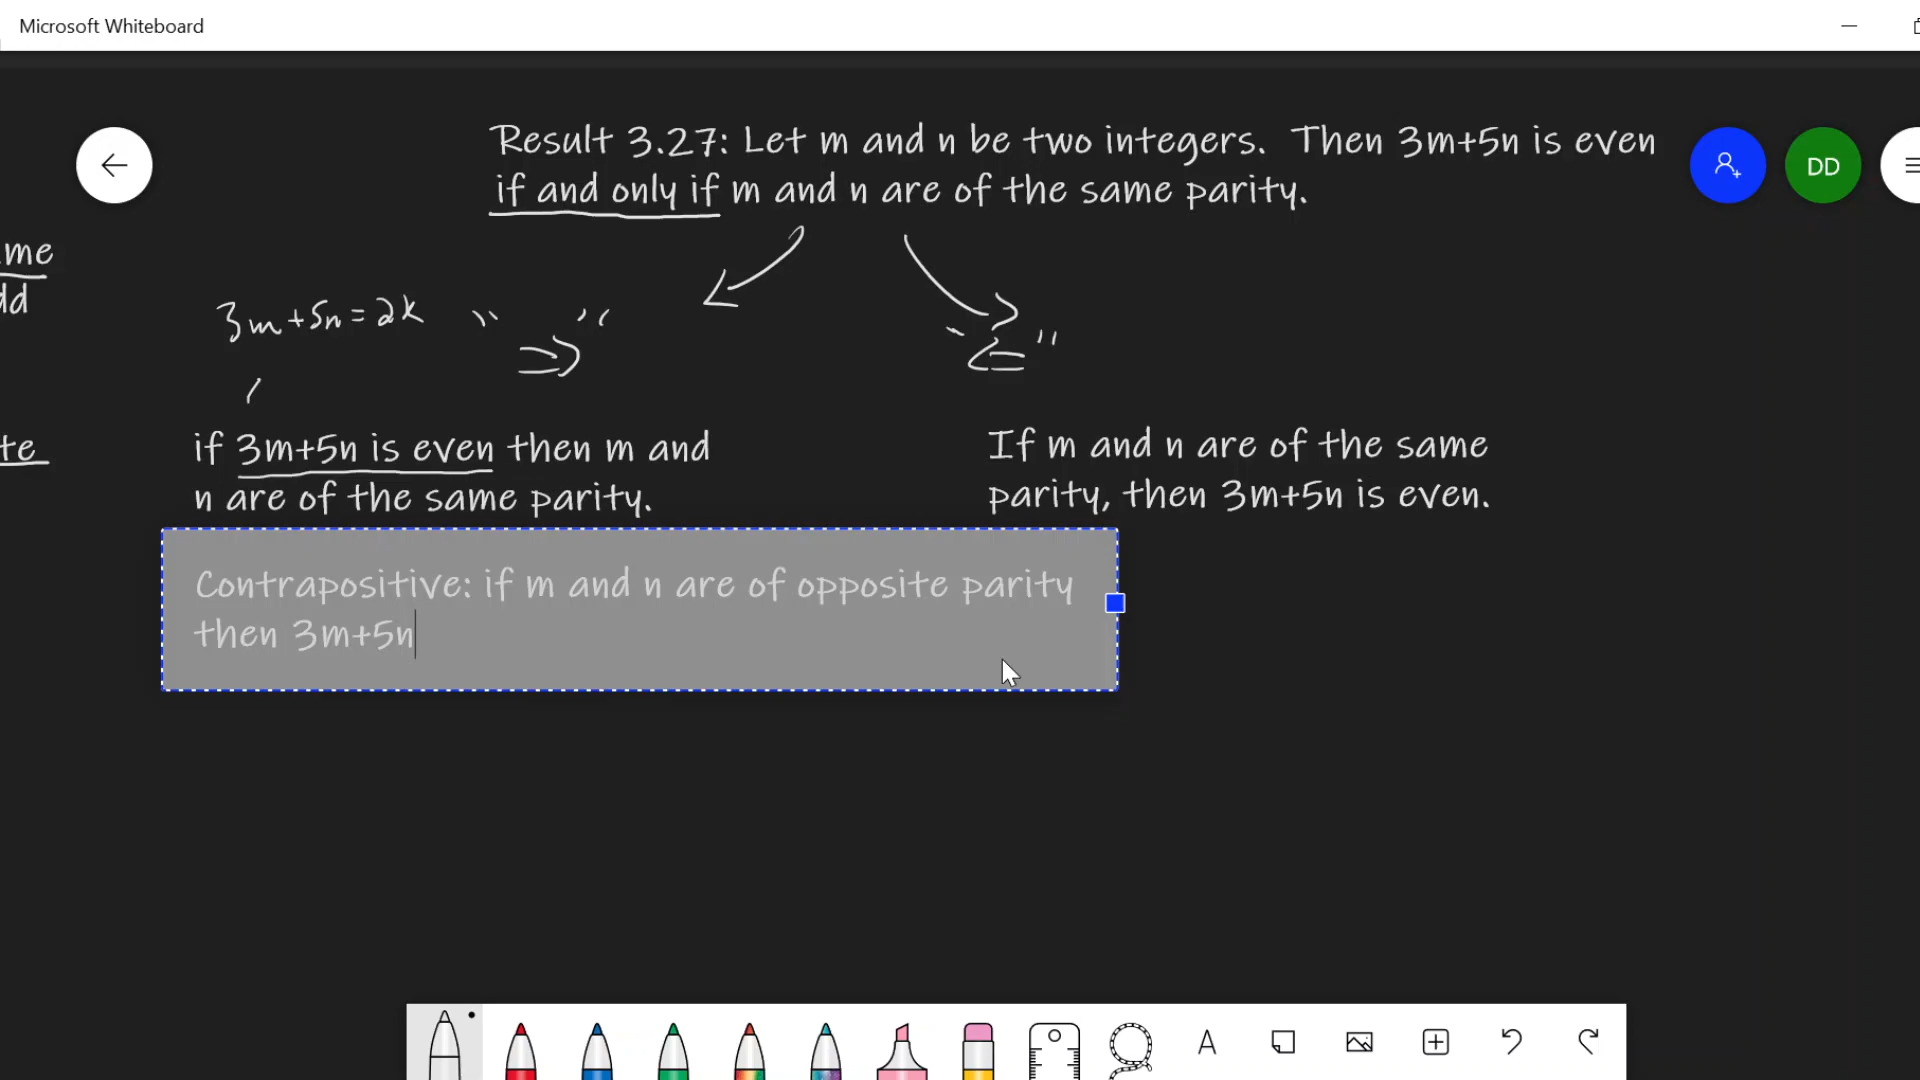 Microsoft Whiteboard
Result 3.27: Let m and n be two integers. Then 3m+5n is even
if and only if m and n are of the same parity.
DD
me
dd
3m+5n=2k " "
=>
" "
<=
te
if 3m+5n is even then m and
n are of the same parity.
If m and n are of the same
parity, then 3m+5n is even.
Contrapositive: if m and n are of opposite parity
then 3m+5n
A